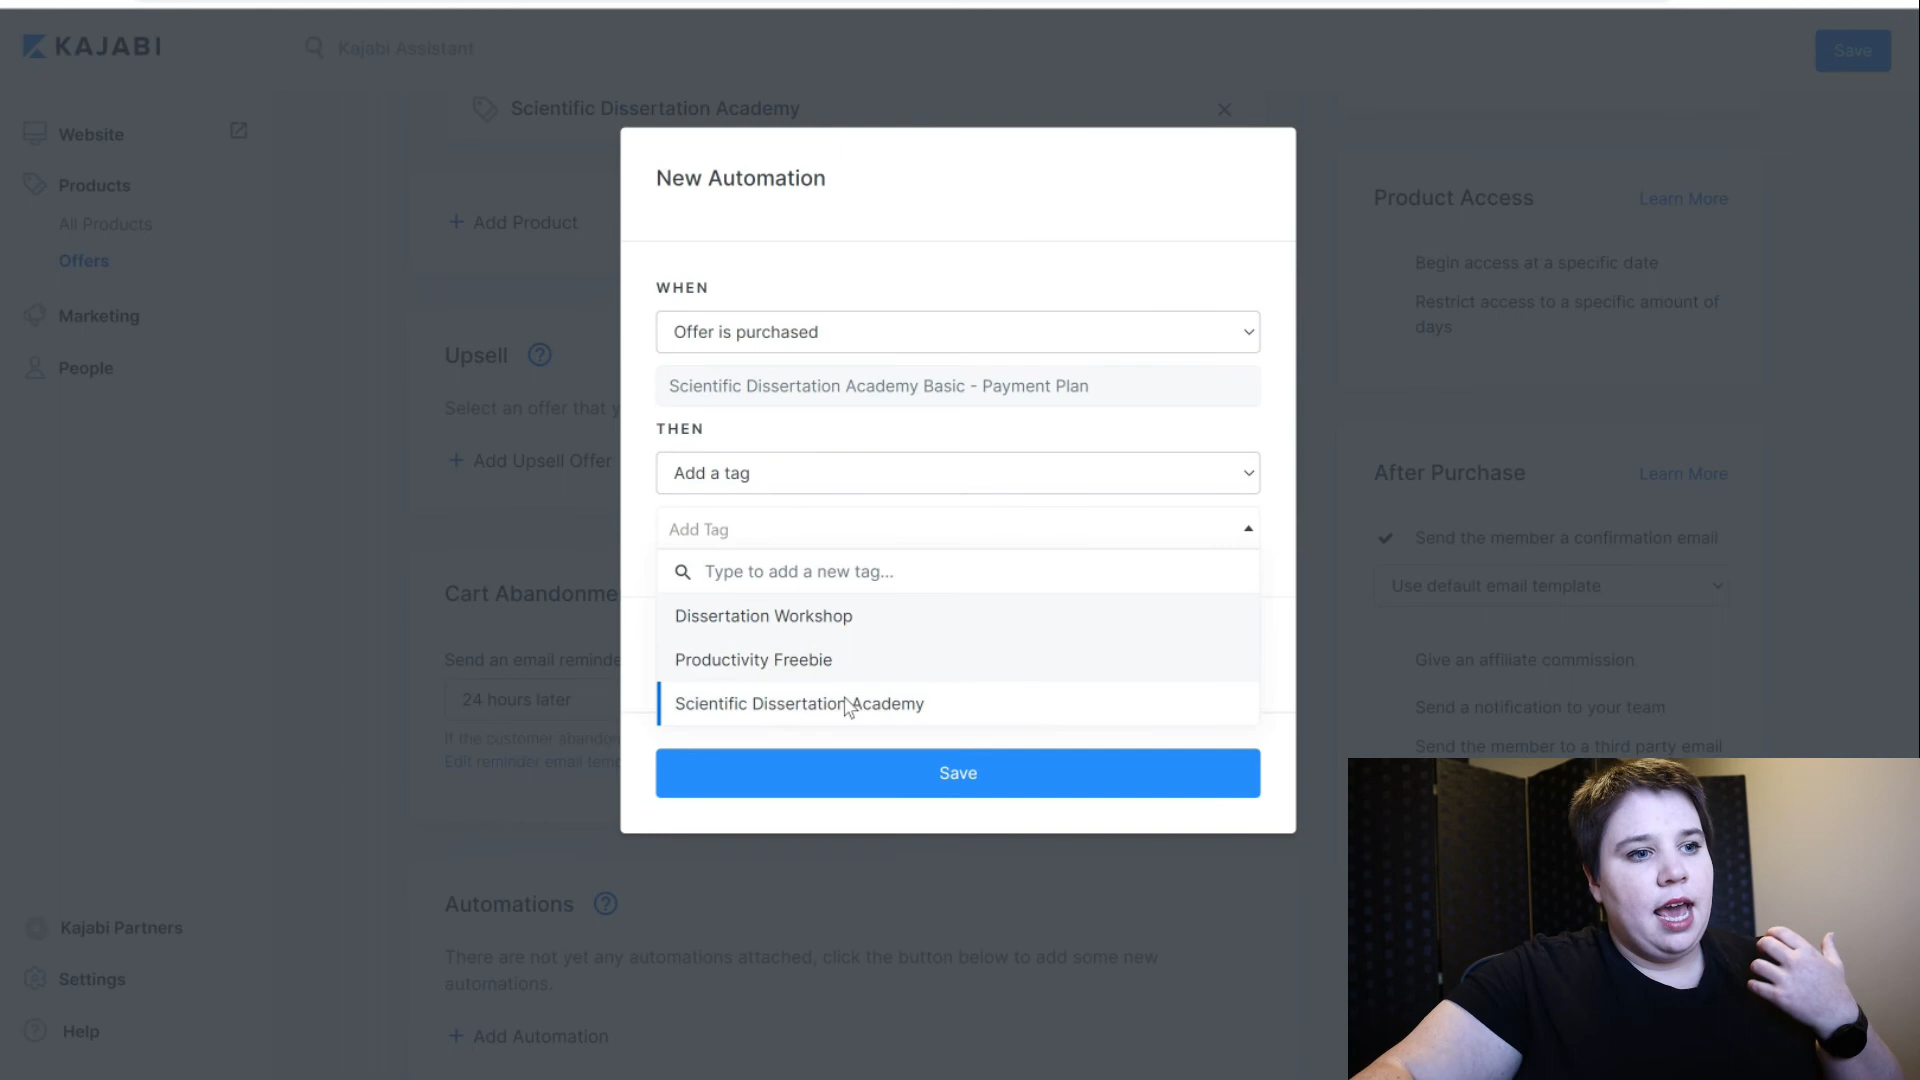 KAJABI
Kajabi Assistant
Save
Website
Products
All Products
Offers
Marketing
People
Kajabi Partners
Settings
Help
Scientific Dissertation Academy
+ Add Product
Upsell
Select an offer that
+ Add Upsell Offer
Send an email
24 hours later
If the customer
Edit reminder email
Automations
There are not yet any automations attached, click the button below to add some new
automations.
+ Add Automation
New Automation
WHEN
Offer is purchased
Scientific Dissertation Academy Basic - Payment Plan
THEN
Add a tag
Add Tag
Type to add a new tag...
Dissertation Workshop
Productivity Freebie
Scientific Dissertation Academy
Save
Product Access
Learn More
Begin access at a specific date
Restrict access to a specific amount of
days
After Purchase
Learn More
Send the member a confirmation email
Use default email template
Give an affiliate commission
Send a notification to your team
Send the member to a third party email